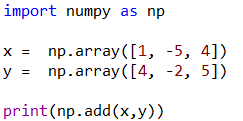 import numpy as np
x =  np.array([1, -5, 4])
y =  np.array([4, -2, 5])
print(np.add(x,y))